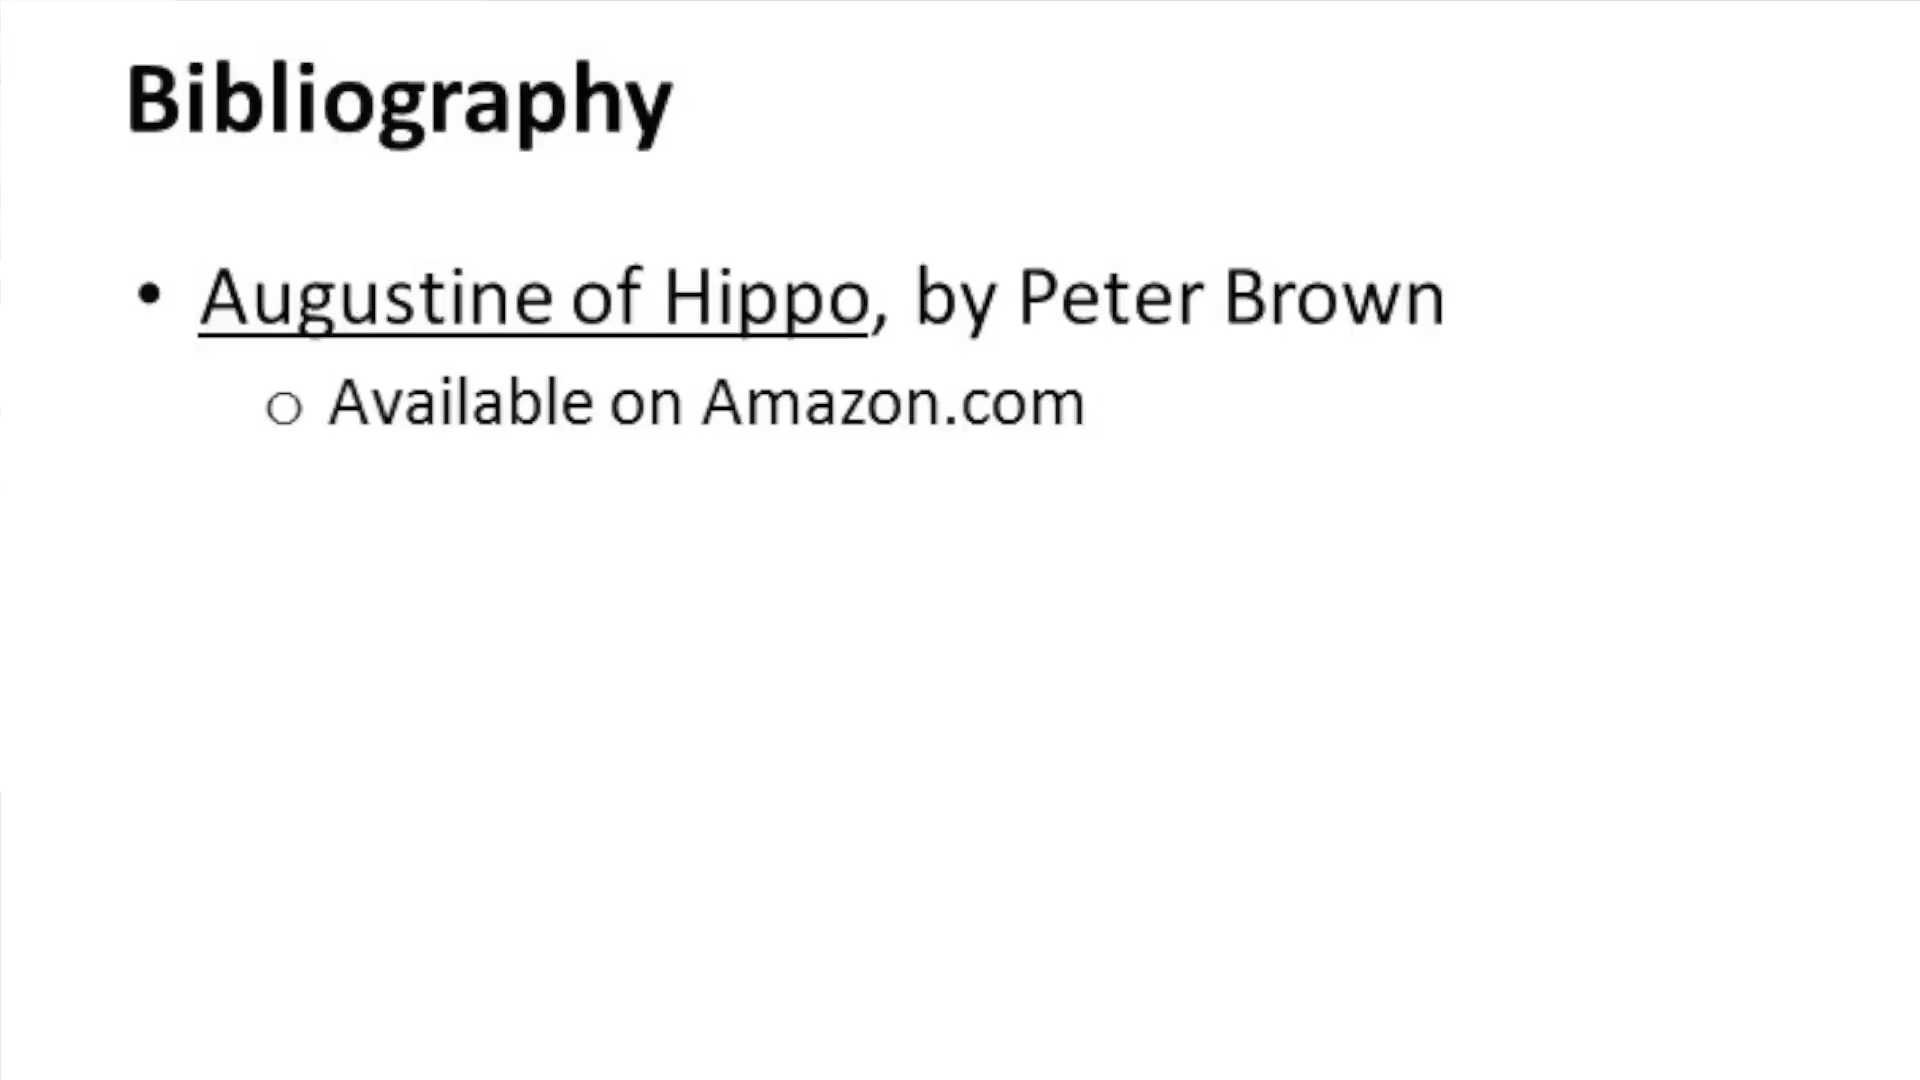 Bibliography
• Augustine of Hippo, by Peter Brown
o Available on Amazon.com